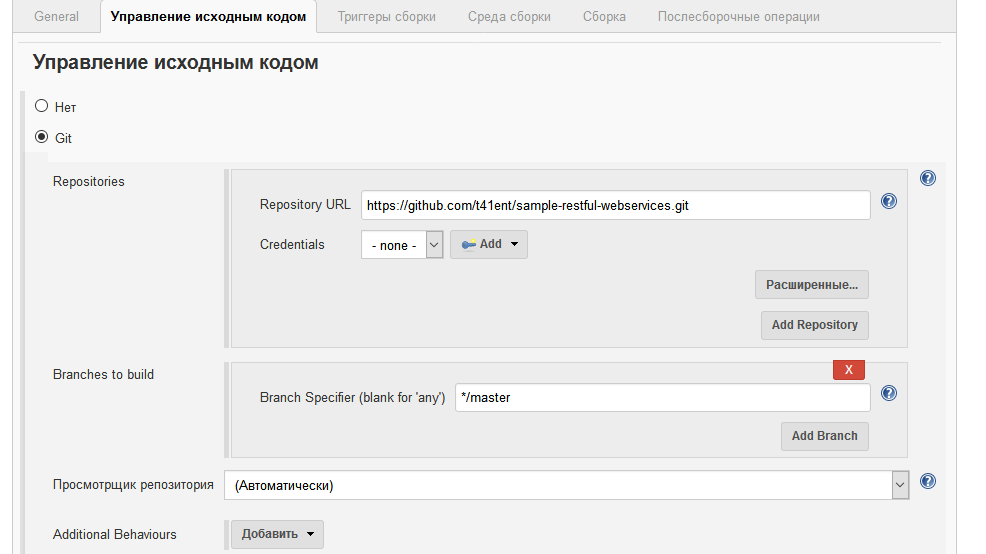 General Управление исходным кодом Триггеры сборки Среда сборки Сборка Послесборочные операции
Управление исходным кодом
Нет
Git
Repositories
Repository URL https://github.com/t41ent/sample-restful-webservices.git
Credentials - none - Add
Расширенные...
Add Repository
Branches to build
X
Branch Specifier (blank for 'any') */master
Add Branch
Просмотрщик репозитория (Автоматически)
Additional Behaviours Добавить